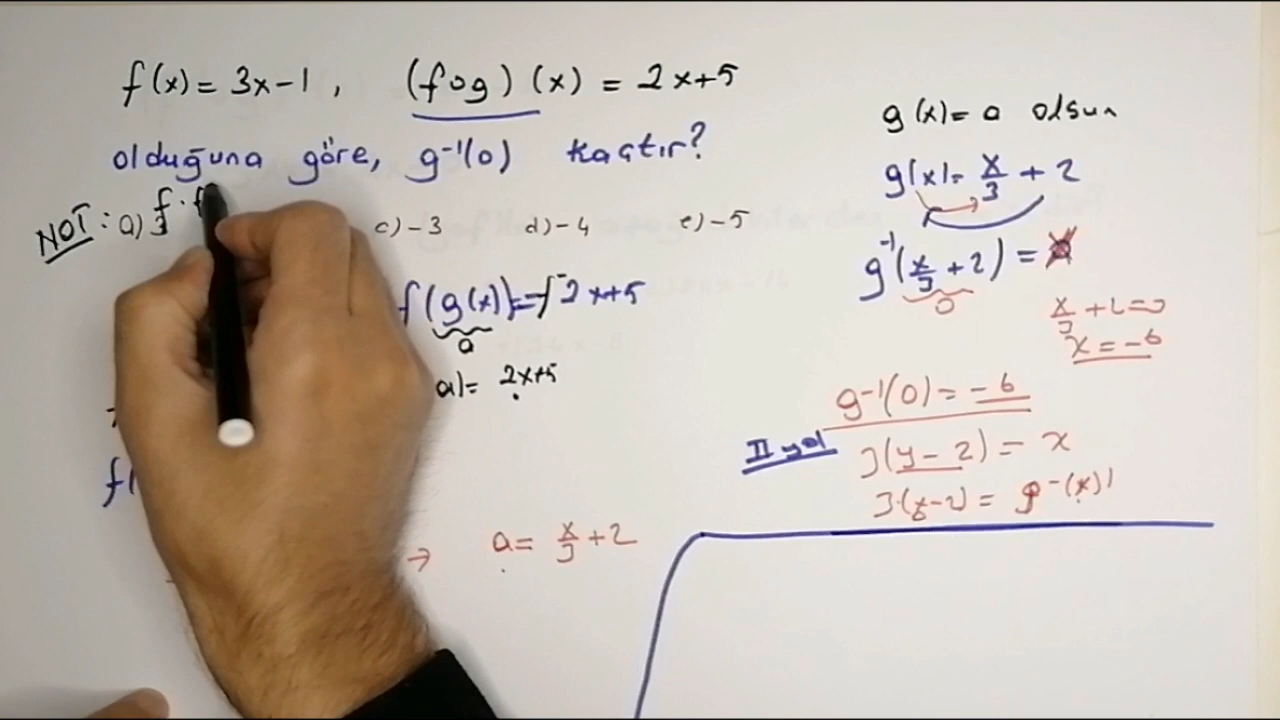 f(x) = 3x-1 , (fog) (x) = 2x+5
olduğuna göre, g-1(0) kaçtır?
NOT: a) 3 f. f c) -3 d) -4 e) -5
f(g(x)) = 2x+5
a
a) = 2x+5
f(
→ a = x/3 + 2
g(x) = a olsun
g(x) = x/3 + 2
g-1(x/3 + 2) =
0
x/3 + 2 = 0
x = -6
g-1(0) = -6
II yol
3(y-2) = x